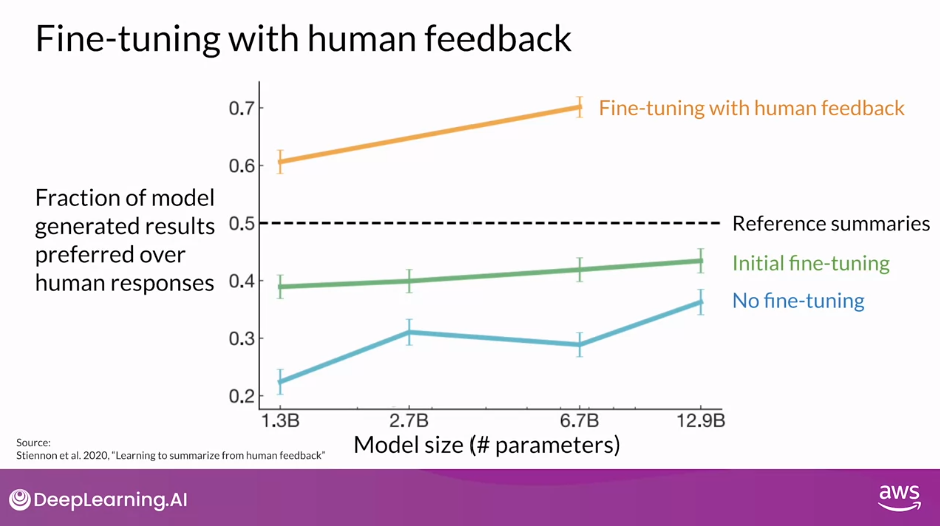 Fine-tuning with human feedback
0.7
Fine-tuning with human feedback
0.6
Fraction of model
generated results
preferred over
human responses
0.5
Reference summaries
0.4
Initial fine-tuning
No fine-tuning
0.3
0.2
1.3B 2.7B 6.7B 12.9B
Model size (# parameters)
Source:
Stiennon et al. 2020, "Learning to summarize from human feedback"
DeepLearning.AI
aws